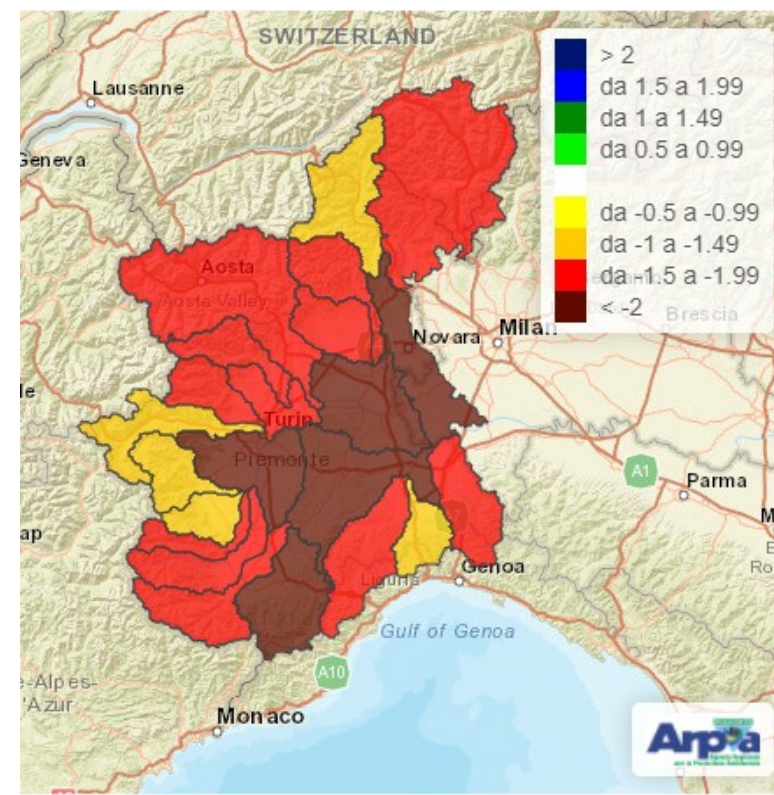 SWITZERLAND
Lausanne
Geneva
> 2
da 1.5 a 1.99
da 1 a 1.49
da 0.5 a 0.99
da -0.5 a -0.99
da -1 a -1.49
da -1.5 a -1.99
< -2
Aosta
Aosta Valley
Brescia
Novara
Milan
Turin
Piemonte
A1
Parma
Genoa
Liguria
Gulf of Genoa
A10
e-Alpes-
'Azur
Monaco
Arpa